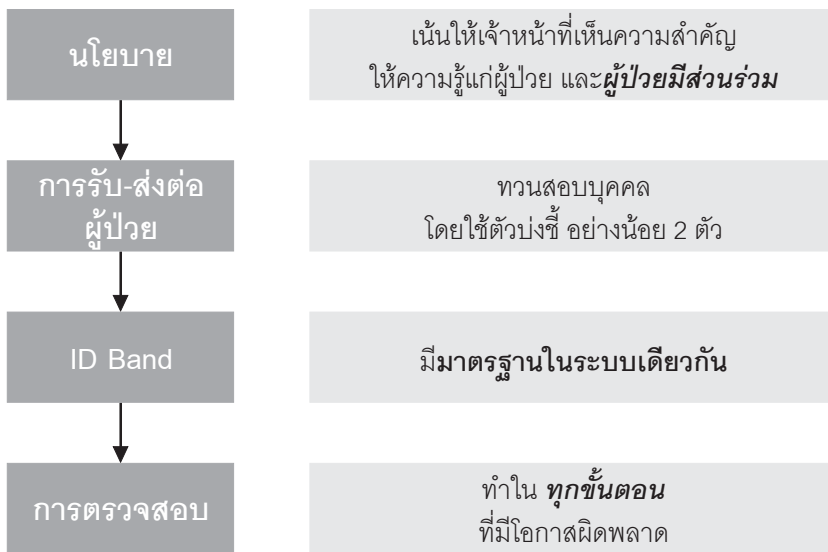 นโยบาย
เน้นให้เจ้าหน้าที่เห็นความสำคัญ
ให้ความรู้แก่ผู้ป่วย และผู้ป่วยมีส่วนร่วม
การรับ-ส่งต่อ
ผู้ป่วย
ทวนสอบบุคคล
โดยใช้ตัวบ่งชี้ อย่างน้อย 2 ตัว
ID Band
มีมาตรฐานในระบบเดียวกัน
การตรวจสอบ
ทำใน ทุกขั้นตอน
ที่มีโอกาสผิดพลาด